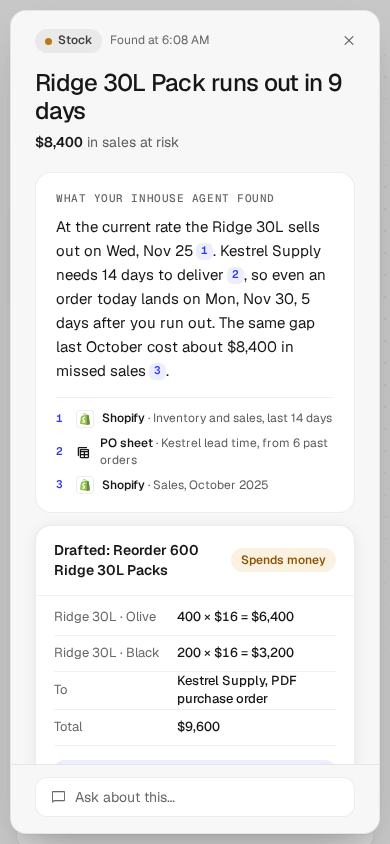 Stock Found at 6:08 AM
Ridge 30L Pack runs out in 9
days
$8,400 in sales at risk
WHAT YOUR INHOUSE AGENT FOUND
At the current rate the Ridge 30L sells
out on Wed, Nov 25 1 . Kestrel Supply
needs 14 days to deliver 2 , so even an
order today lands on Mon, Nov 30, 5
days after you run out. The same gap
last October cost about $8,400 in
missed sales 3 .
1 Shopify · Inventory and sales, last 14 days
2 PO sheet · Kestrel lead time, from 6 past
orders
3 Shopify · Sales, October 2025
Drafted: Reorder 600
Ridge 30L Packs
Spends money
Ridge 30L · Olive 400 × $16 = $6,400
Ridge 30L · Black 200 × $16 = $3,200
To Kestrel Supply, PDF
purchase order
Total $9,600
Ask about this...